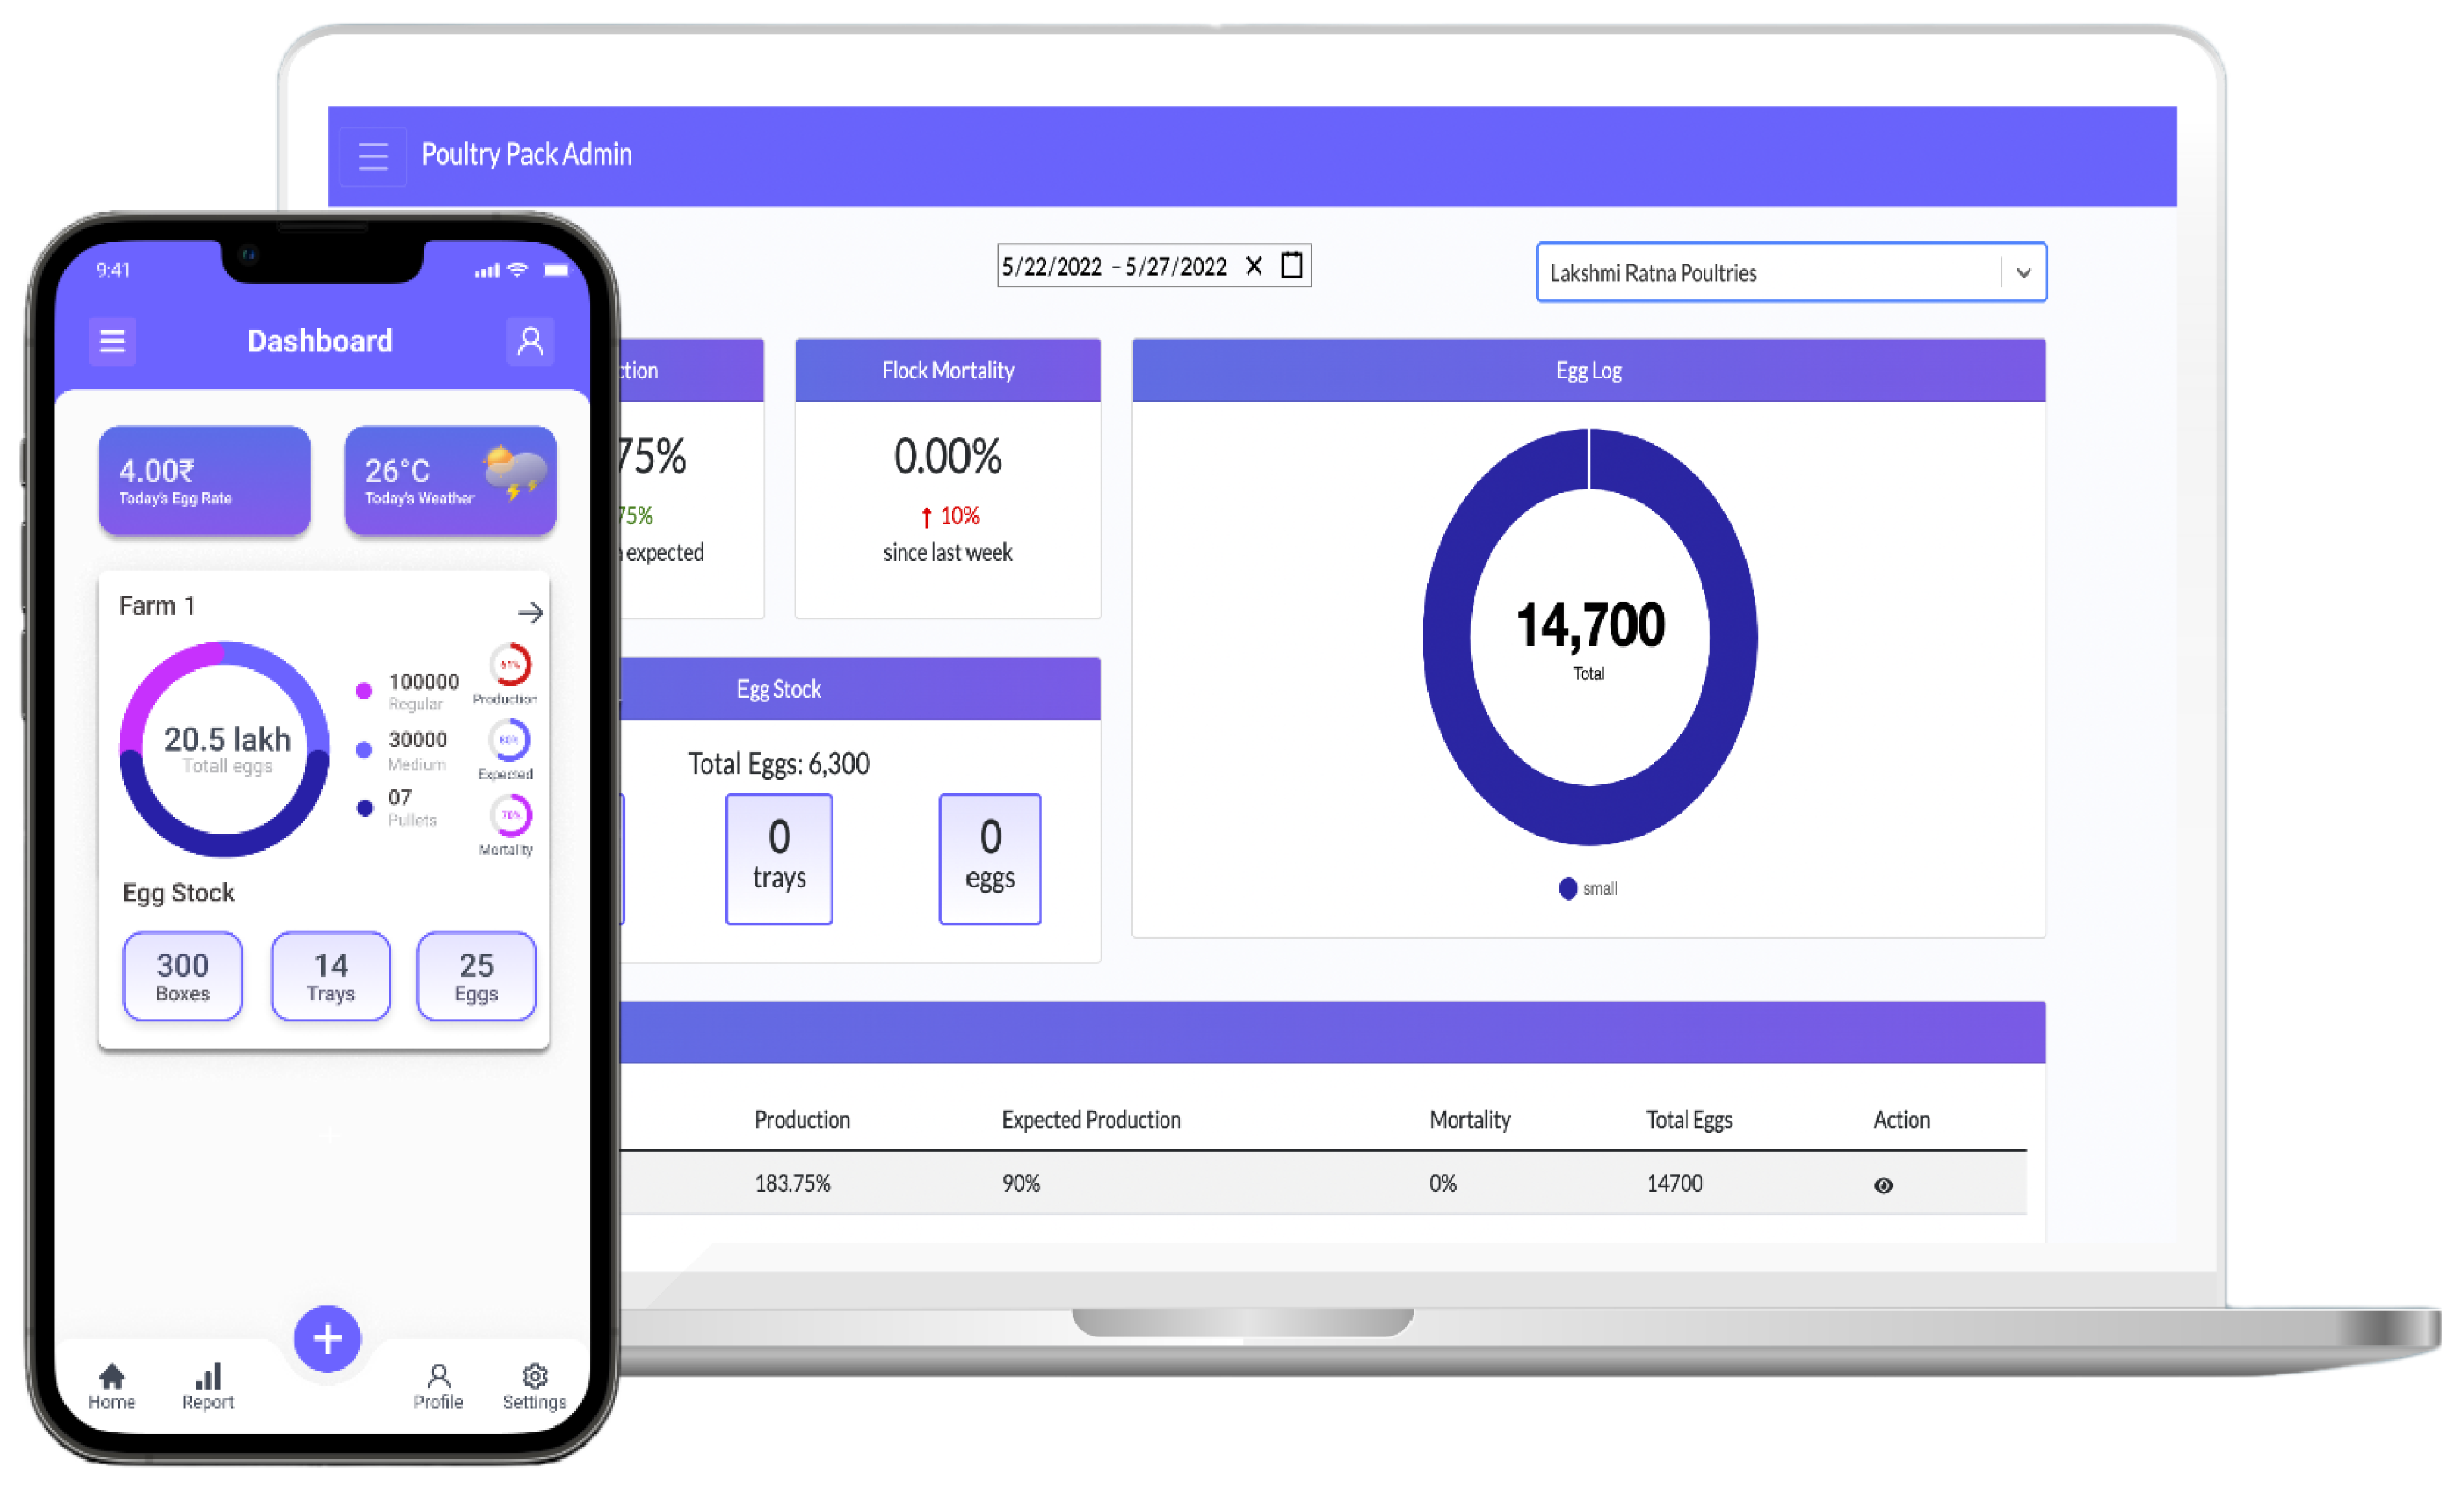 Poultry Pack Admin
5/22/2022 – 5/27/2022
Lakshmi Ratna Poultries
ction
75%
75%
expected
Flock Mortality
0.00%
↑ 10%
since last week
Egg Log
14,700
Total
small
Egg Stock
Total Eggs: 6,300
0
trays
0
eggs
Production Expected Production Mortality Total Eggs Action
183.75% 90% 0% 14700
9:41
Dashboard
4.00₹
Today's Egg Rate
26°C
Today's Weather
Farm 1
20.5 lakh
Totall eggs
100000
Regular
30000
Medium
07
Pullets
61%
Production
60%
Expected
70%
Mortality
Egg Stock
300
Boxes
14
Trays
25
Eggs
Home
Report
Profile
Settings